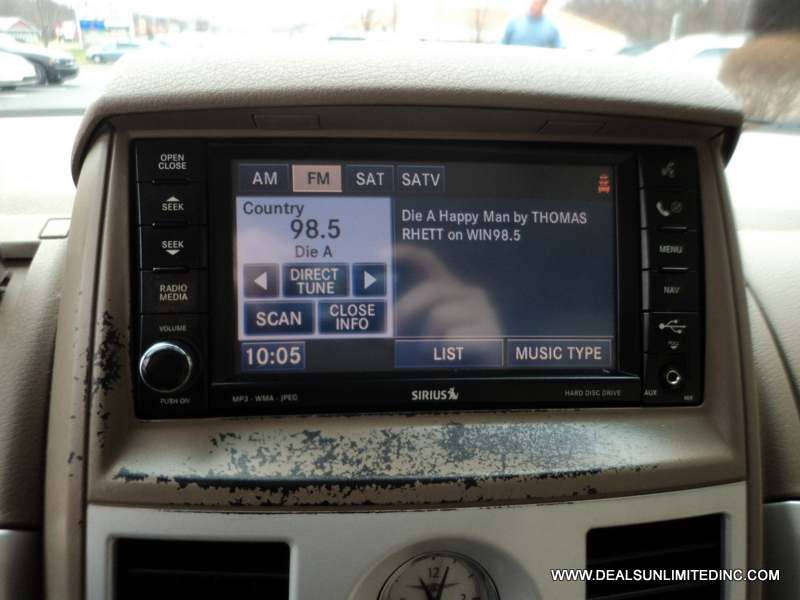 OPEN
CLOSE
SEEK
SEEK
RADIO
MEDIA
VOLUME
PUSH ON
AM FM SAT SATV
Country
98.5
Die A
DIRECT
TUNE
SCAN
CLOSE
INFO
10:05
Die A Happy Man by THOMAS
RHETT on WIN98.5
LIST
MUSIC TYPE
MENU
NAV
PULL
AUX
MP3 · WMA · JPEG
SIRIUS
HARD DISC DRIVE
12
WWW.DEALSUNLIMITEDINC.COM